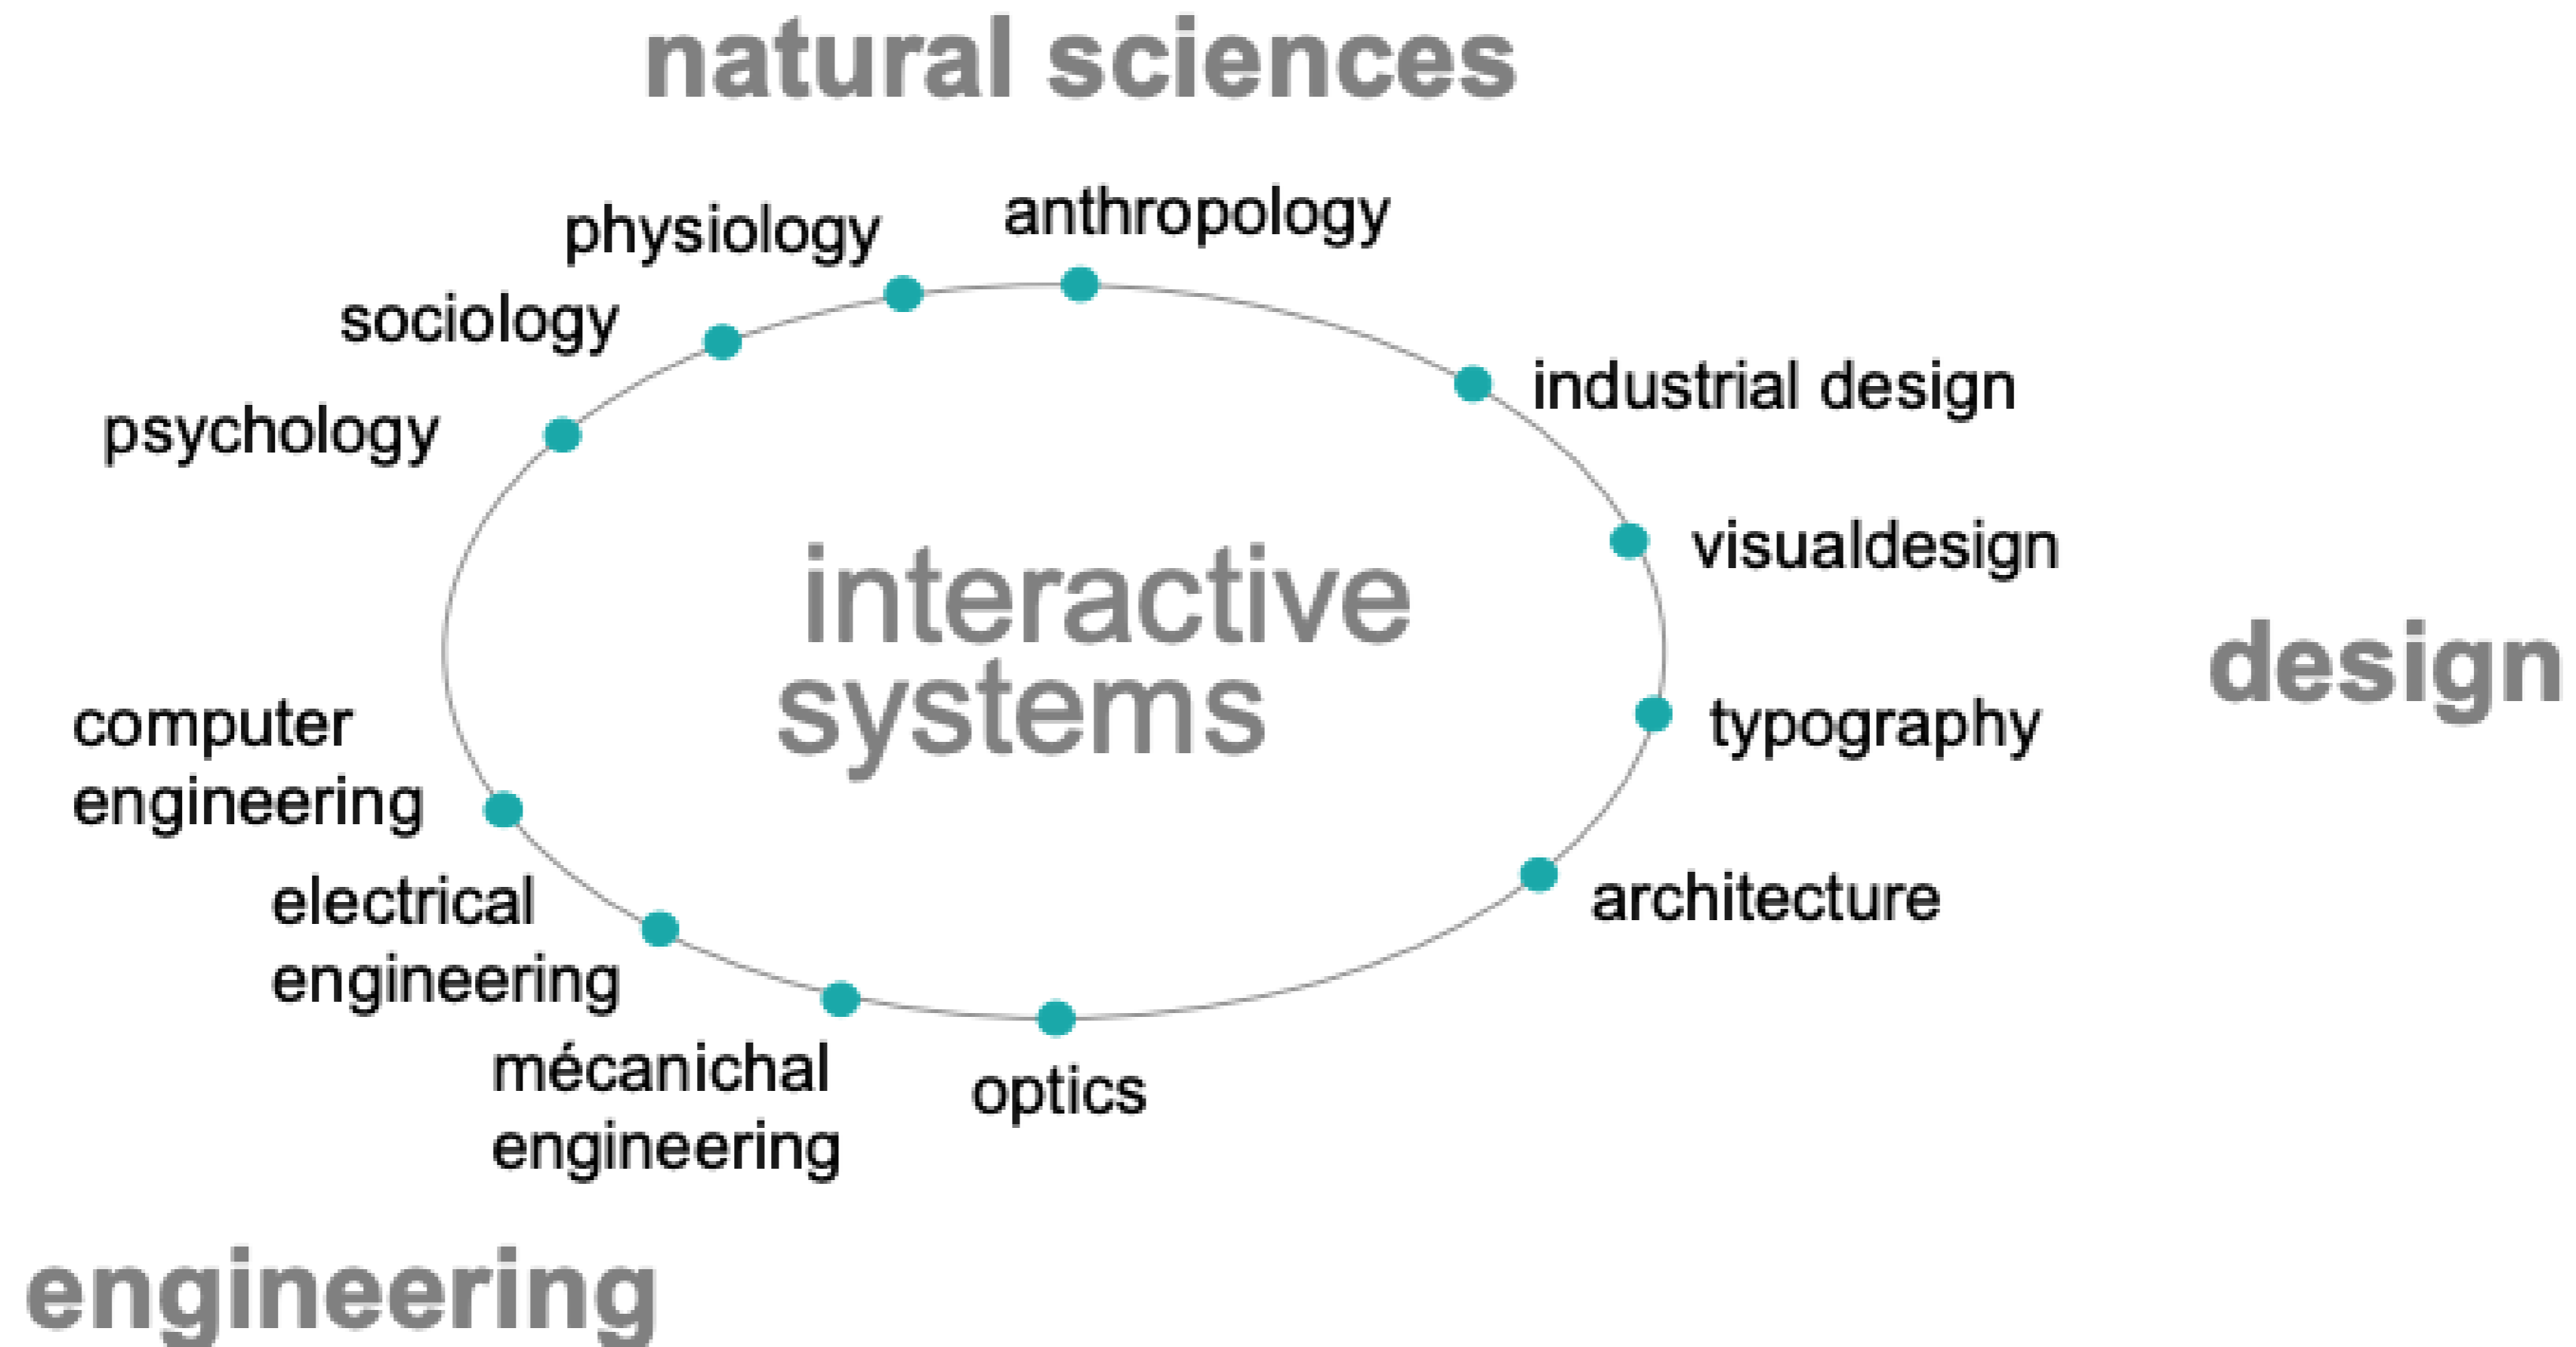 natural sciences
anthropology
physiology
sociology
psychology
industrial design
visualdesign
interactive
systems
design
typography
computer
engineering
architecture
electrical
engineering
mécanichal
engineering
optics
engineering